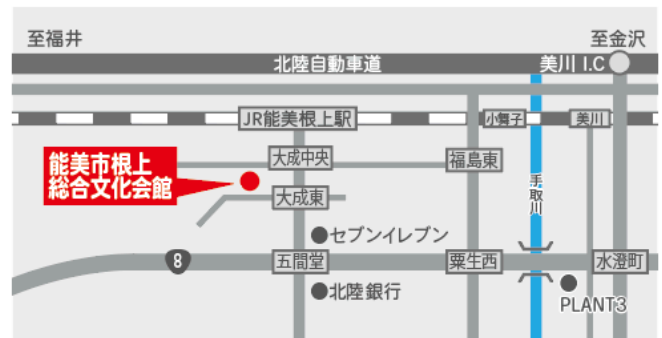 至福井
至金沢
北陸自動車道
美川 I.C
JR能美根上駅
小舞子
美川
能美市根上
総合文化会館
大成中央
福島東
手取川
大成東
セブンイレブン
8
五間堂
粟生西
水澄町
北陸銀行
PLANT3